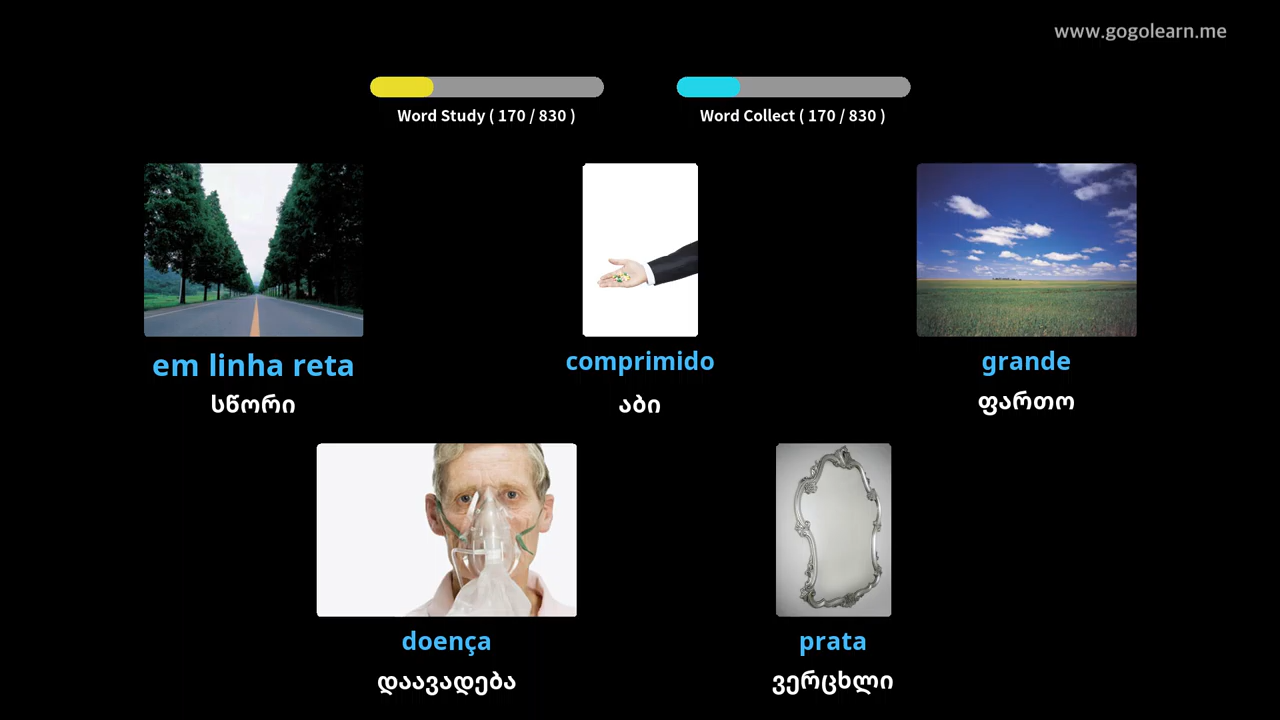 www.gogolearn.me
Word Study ( 170 / 830 )
Word Collect ( 170 / 830 )
em linha reta
სწორი
comprimido
აბი
grande
ფართო
doença
დაავადება
prata
ვერცხლი